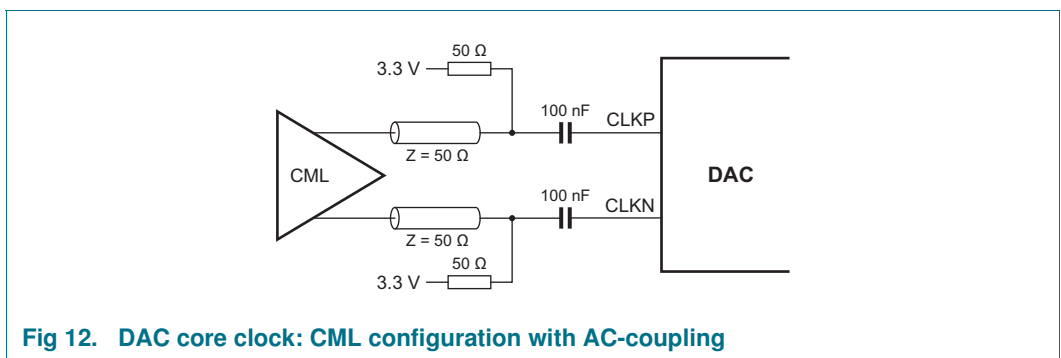 50 Ω
3.3 V
100 nF
CLKP
Z = 50 Ω
CML
DAC
100 nF
CLKN
Z = 50 Ω
50 Ω
3.3 V
Fig 12. DAC core clock: CML configuration with AC-coupling